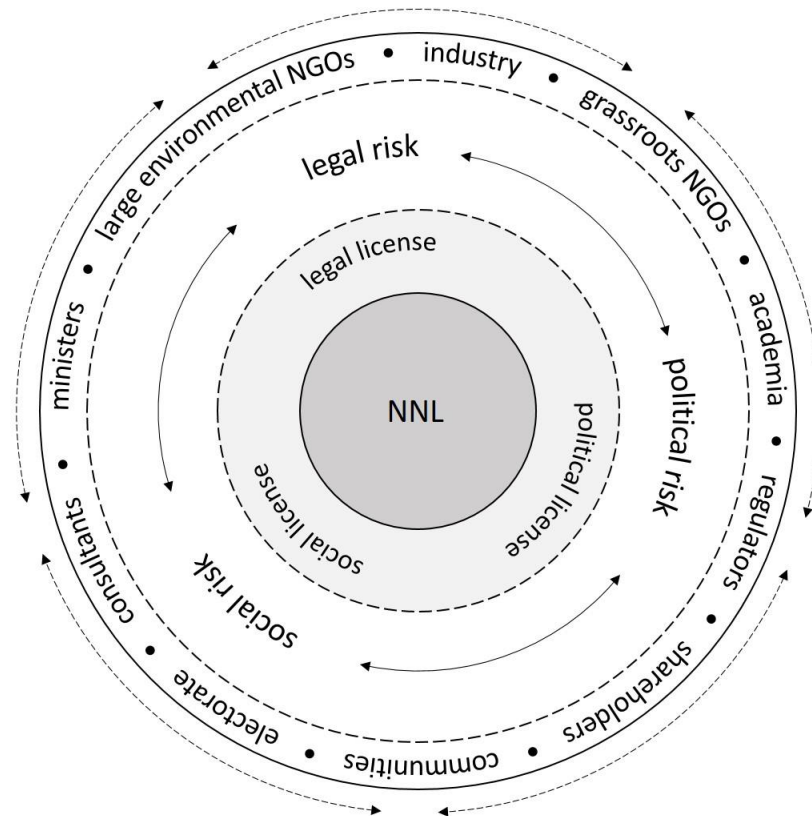 large environmental NGOs • industry • grassroots NGOs • academia • regulators • shareholders • communities • electorate • consultants • ministers •
legal risk
political risk
social risk
legal license
political license
social license
NNL